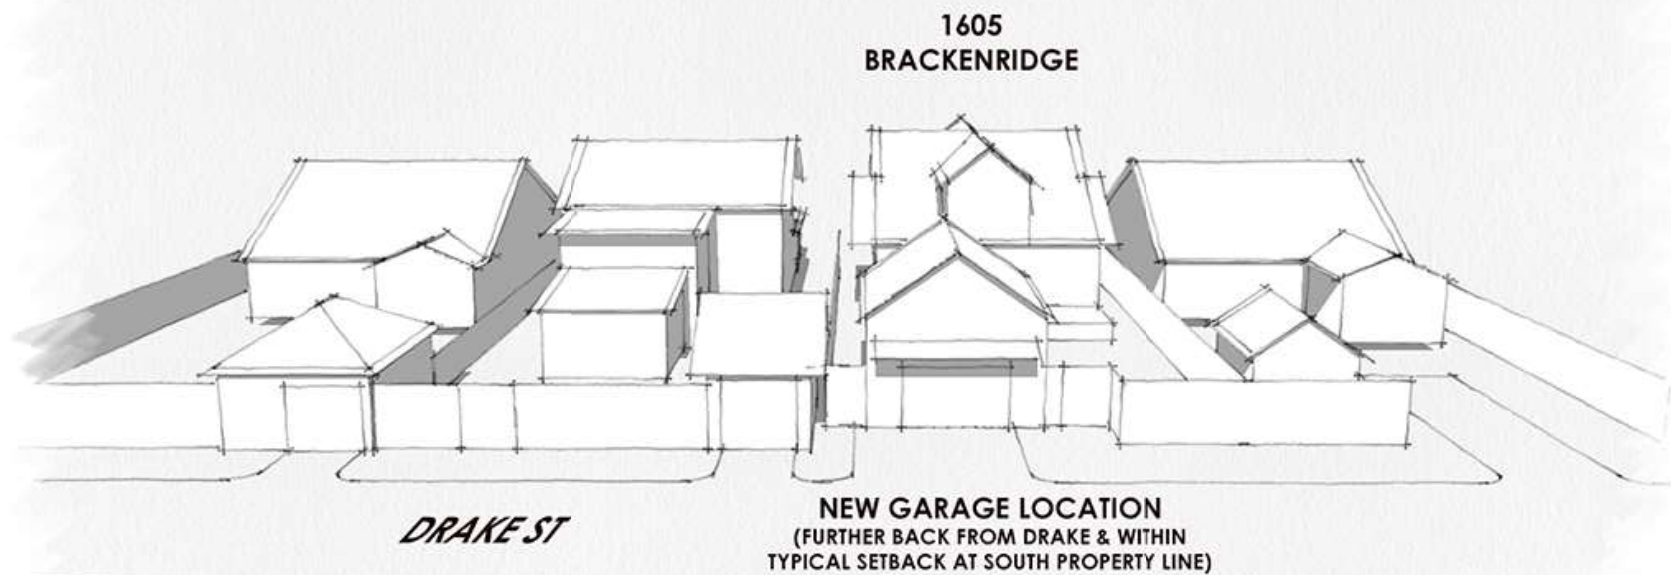 1605
BRACKENRIDGE
DRAKE ST
NEW GARAGE LOCATION
(FURTHER BACK FROM DRAKE & WITHIN
TYPICAL SETBACK AT SOUTH PROPERTY LINE)